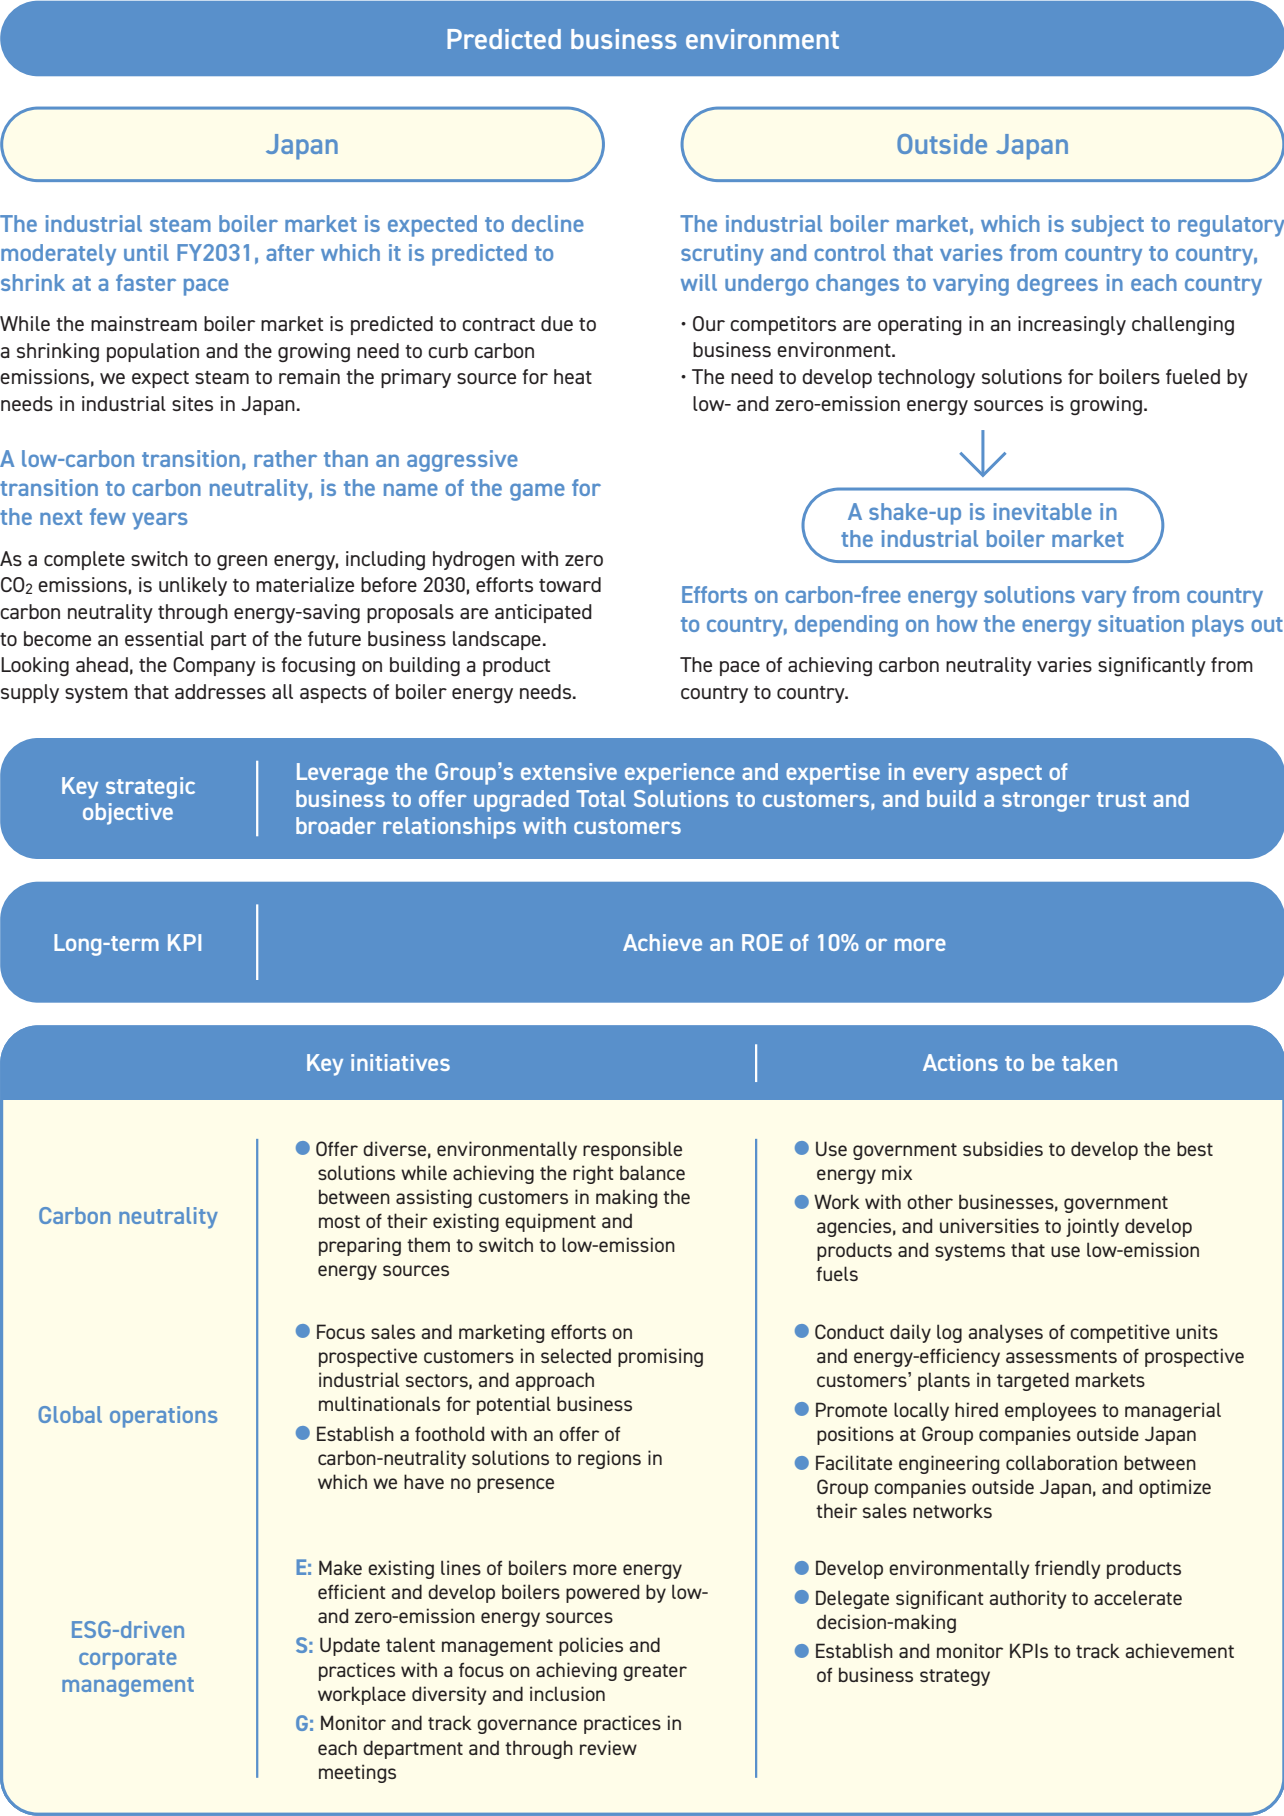 Predicted business environment
Japan
The industrial steam boiler market is expected to decline
moderately until FY2031, after which it is predicted to
shrink at a faster pace
While the mainstream boiler market is predicted to contract due to
a shrinking population and the growing need to curb carbon
emissions, we expect steam to remain the primary source for heat
needs in industrial sites in Japan.
A low-carbon transition, rather than an aggressive
transition to carbon neutrality, is the name of the game for
the next few years
As a complete switch to green energy, including hydrogen with zero
CO2 emissions, is unlikely to materialize before 2030, efforts toward
carbon neutrality through energy-saving proposals are anticipated
to become an essential part of the future business landscape.
Looking ahead, the Company is focusing on building a product
supply system that addresses all aspects of boiler energy needs.
Outside Japan
The industrial boiler market, which is subject to regulatory
scrutiny and control that varies from country to country,
will undergo changes to varying degrees in each country
・Our competitors are operating in an increasingly challenging
business environment.
・The need to develop technology solutions for boilers fueled by
low- and zero-emission energy sources is growing.
A shake-up is inevitable in
the industrial boiler market
Efforts on carbon-free energy solutions vary from country
to country, depending on how the energy situation plays out
The pace of achieving carbon neutrality varies significantly from
country to country.
Key strategic
objective
Leverage the Group's extensive experience and expertise in every aspect of
business to offer upgraded Total Solutions to customers, and build a stronger trust and
broader relationships with customers
Long-term KPI
Achieve an ROE of 10% or more
Key initiatives
Actions to be taken
Carbon neutrality
● Offer diverse, environmentally responsible
solutions while achieving the right balance
between assisting customers in making the
most of their existing equipment and
preparing them to switch to low-emission
energy sources
● Use government subsidies to develop the best
energy mix
● Work with other businesses, government
agencies, and universities to jointly develop
products and systems that use low-emission
fuels
Global operations
● Focus sales and marketing efforts on
prospective customers in selected promising
industrial sectors, and approach
multinationals for potential business
● Establish a foothold with an offer of
carbon-neutrality solutions to regions in
which we have no presence
● Conduct daily log analyses of competitive units
and energy-efficiency assessments of prospective
customers' plants in targeted markets
● Promote locally hired employees to managerial
positions at Group companies outside Japan
● Facilitate engineering collaboration between
Group companies outside Japan, and optimize
their sales networks
ESG-driven
corporate
management
E: Make existing lines of boilers more energy
efficient and develop boilers powered by low-
and zero-emission energy sources
S: Update talent management policies and
practices with a focus on achieving greater
workplace diversity and inclusion
G: Monitor and track governance practices in
each department and through review
meetings
● Develop environmentally friendly products
● Delegate significant authority to accelerate
decision-making
● Establish and monitor KPIs to track achievement
of business strategy